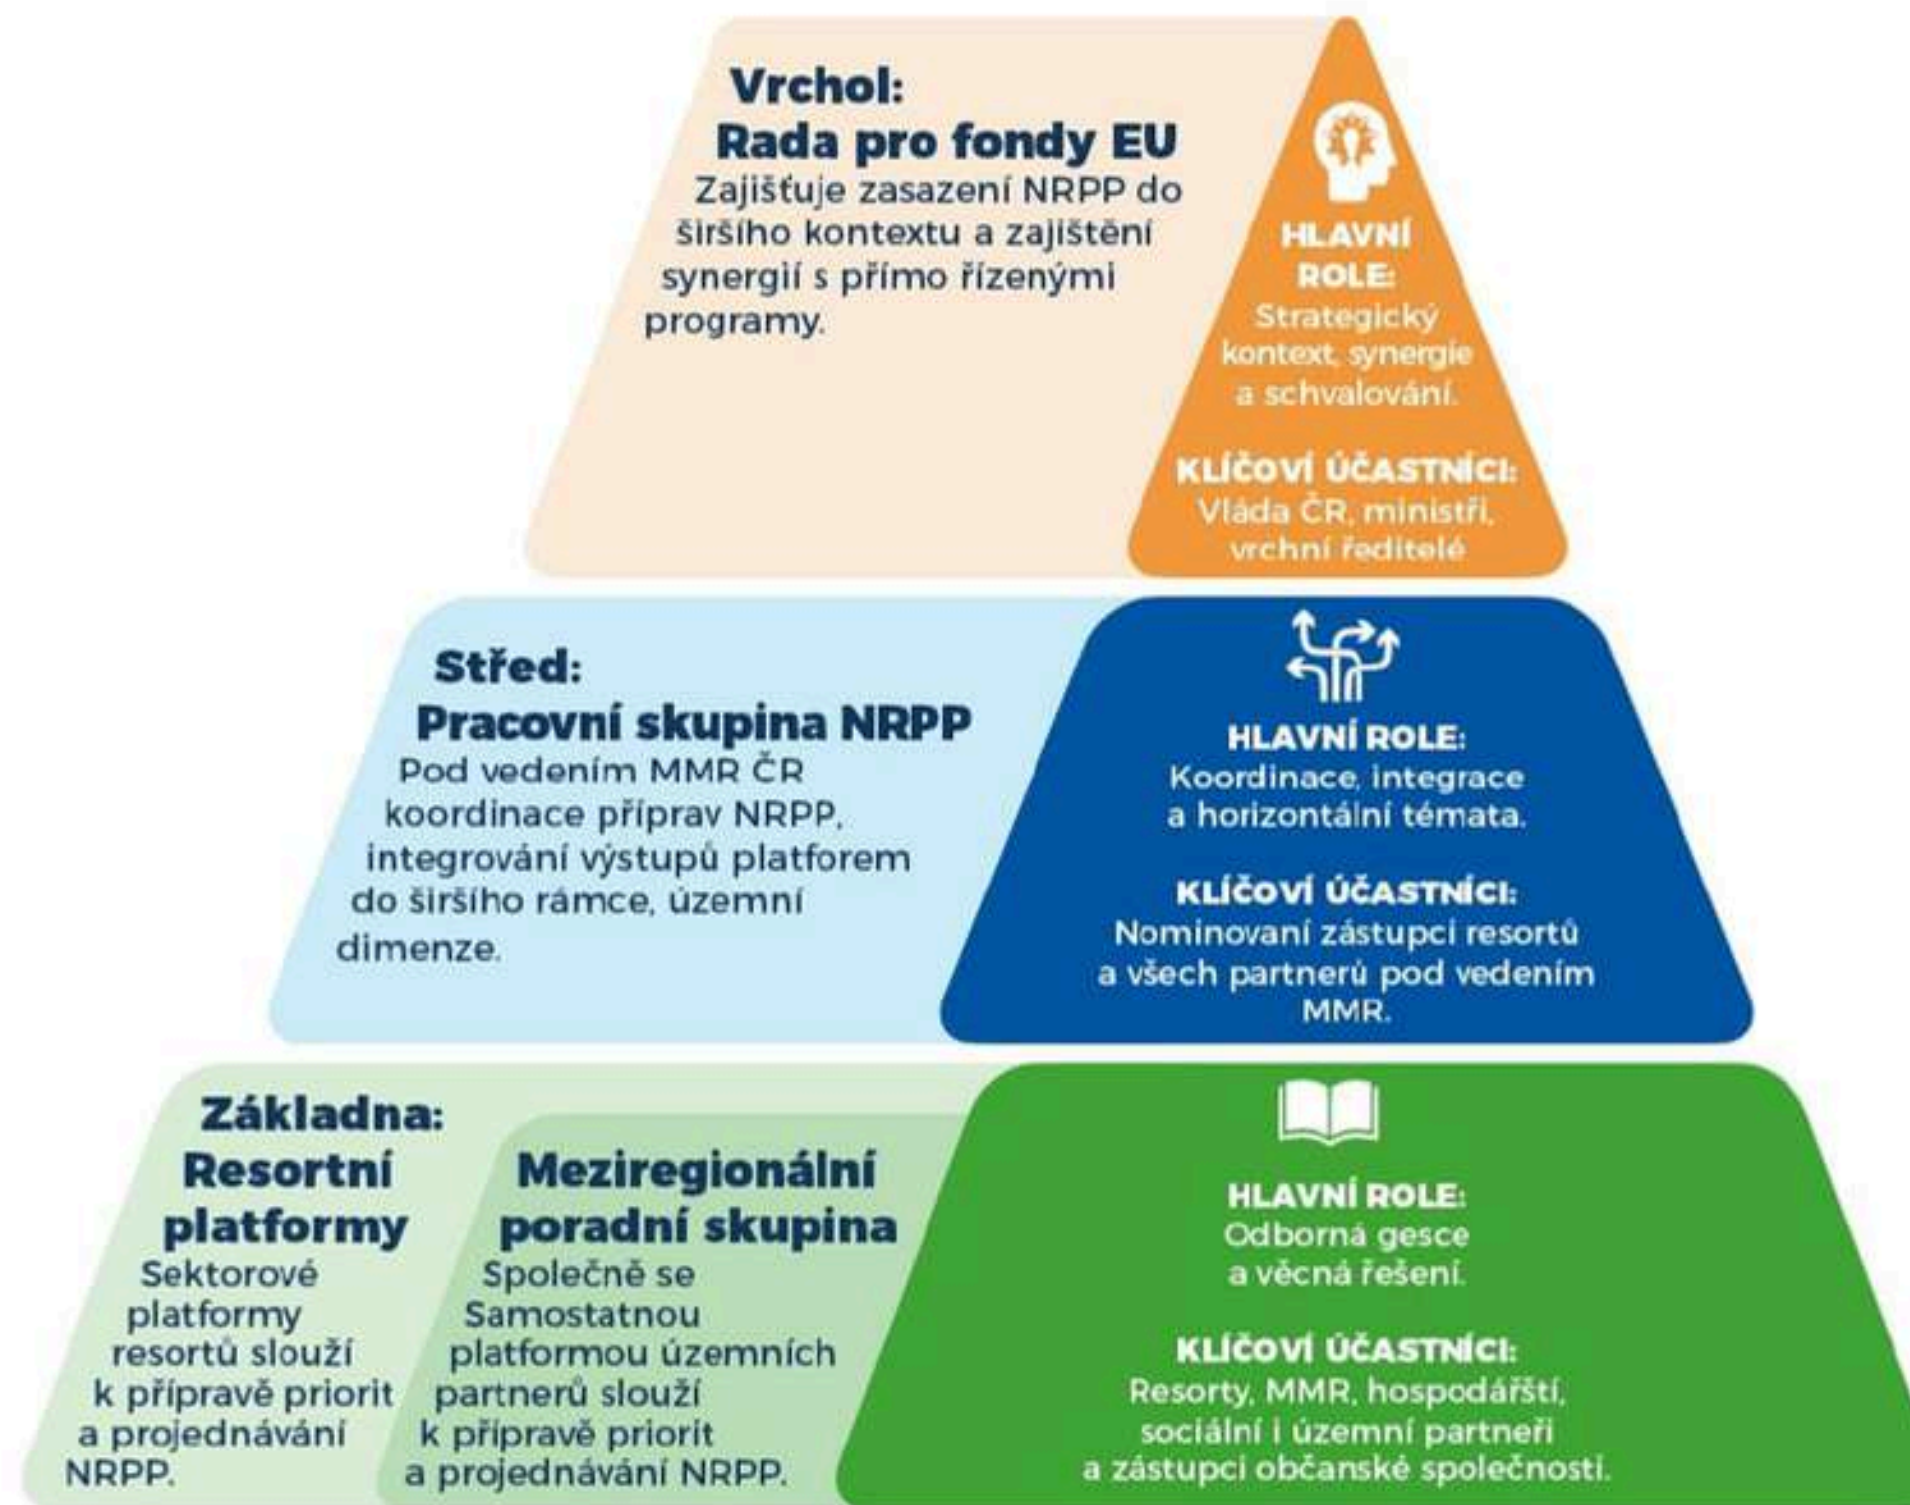 Vrchol:
Rada pro fondy EU
Zajišťuje zasazení NRPP do
širšího kontextu a zajištění
synergií s přímo řízenými
programy.
HLAVNÍ
ROLE:
Strategický
kontext, synergie
a schvalování.
KLÍČOVÍ ÚČASTNÍCI:
Vláda ČR, ministři,
vrchní ředitelé
Střed:
Pracovní skupina NRPP
Pod vedením MMR ČR
koordinace příprav NRPP,
integrování výstupů platforem
do širšího rámce, územní
dimenze.
HLAVNÍ ROLE:
Koordinace, integrace
a horizontální témata.
KLÍČOVÍ ÚČASTNÍCI:
Nominovaní zástupci resortů
a všech partnerů pod vedením
MMR.
Základna:
Resortní
platformy
Sektorové
platformy
resortů slouží
k přípravě priorit
a projednávání
NRPP.
Meziregionální
poradní skupina
Společně se
Samostatnou
platformou územních
partnerů slouží
k přípravě priorit
a projednávání NRPP.
HLAVNÍ ROLE:
Odborná gesce
a věcná řešení.
KLÍČOVÍ ÚČASTNÍCI:
Resorty, MMR, hospodářští,
sociální i územní partneři
a zástupci občanské společnosti.